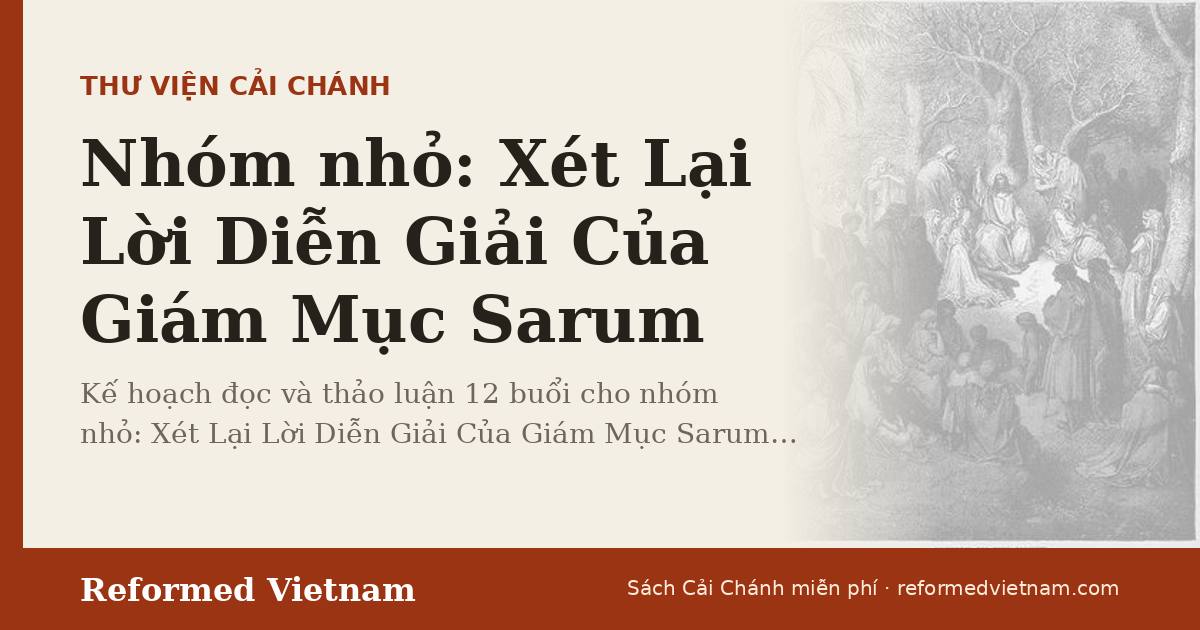 THƯ VIỆN CẢI CHÁNH
Nhóm nhỏ: Xét Lại
Lời Diễn Giải Của
Giám Mục Sarum
Kế hoạch đọc và thảo luận 12 buổi cho nhóm
nhỏ: Xét Lại Lời Diễn Giải Của Giám Mục Sarum...
Reformed Vietnam
Sách Cải Chánh miễn phí · reformedvietnam.com